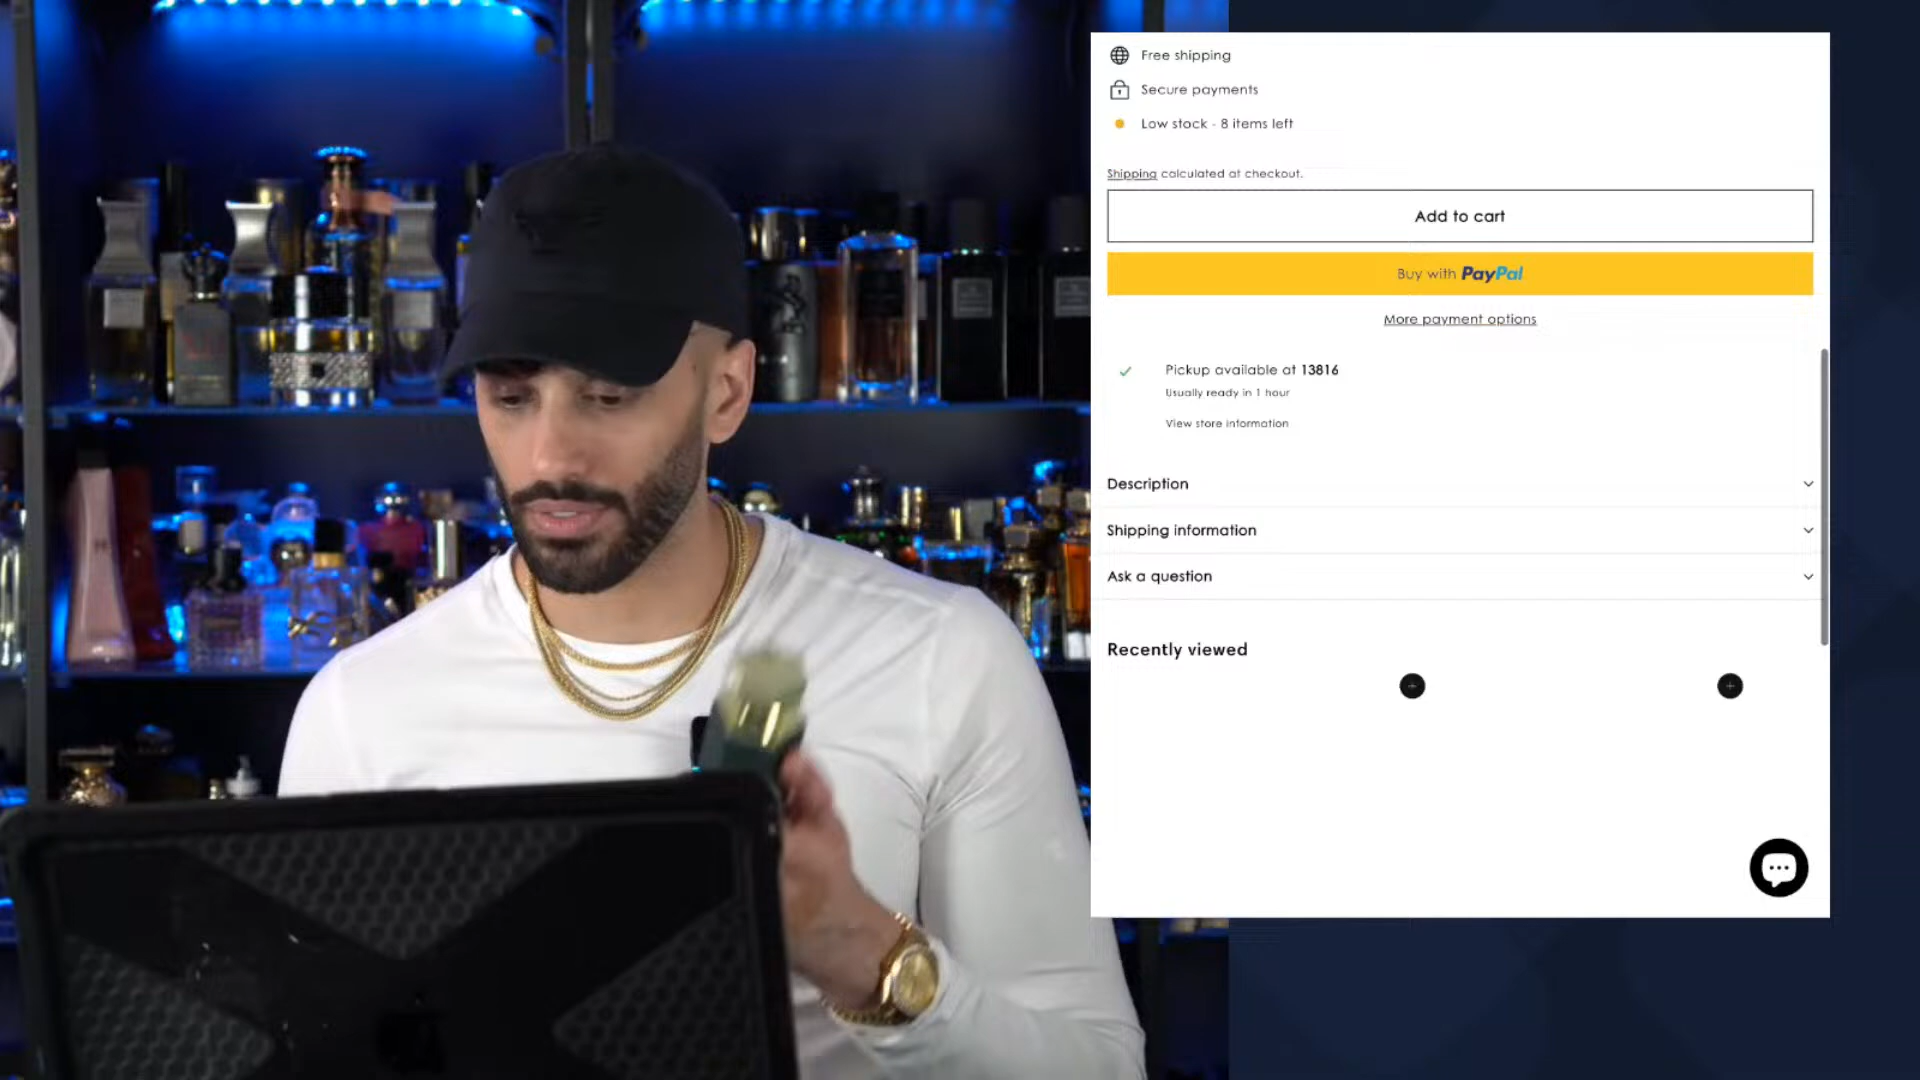 Free shipping
Secure payments
Low stock - 8 items left
Shipping calculated at checkout.
Add to cart
Buy with PayPal
More payment options
Pickup available at 13816
Usually ready in 1 hour
View store information
Description
Shipping information
Ask a question
Recently viewed